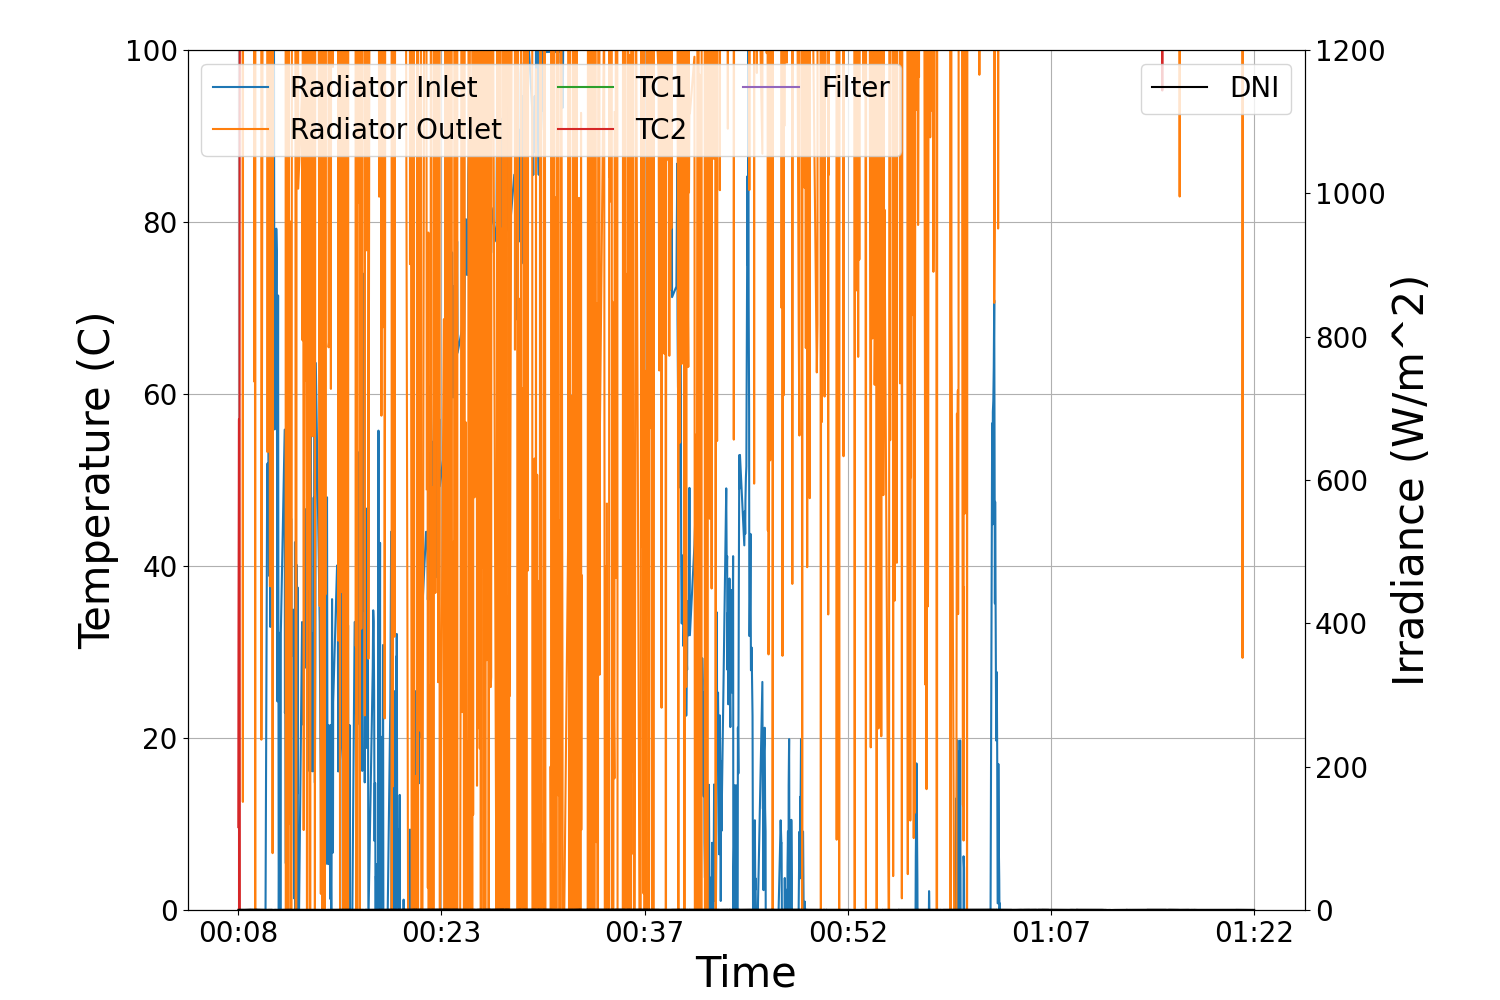 Radiator Inlet
Radiator Outlet
TC1
TC2
Filter
DNI
100
80
60
40
20
0
Temperature (C)
1200
1000
800
600
400
200
0
Irradiance (W/m^2)
00:08 00:23 00:37 00:52 01:07 01:22
Time